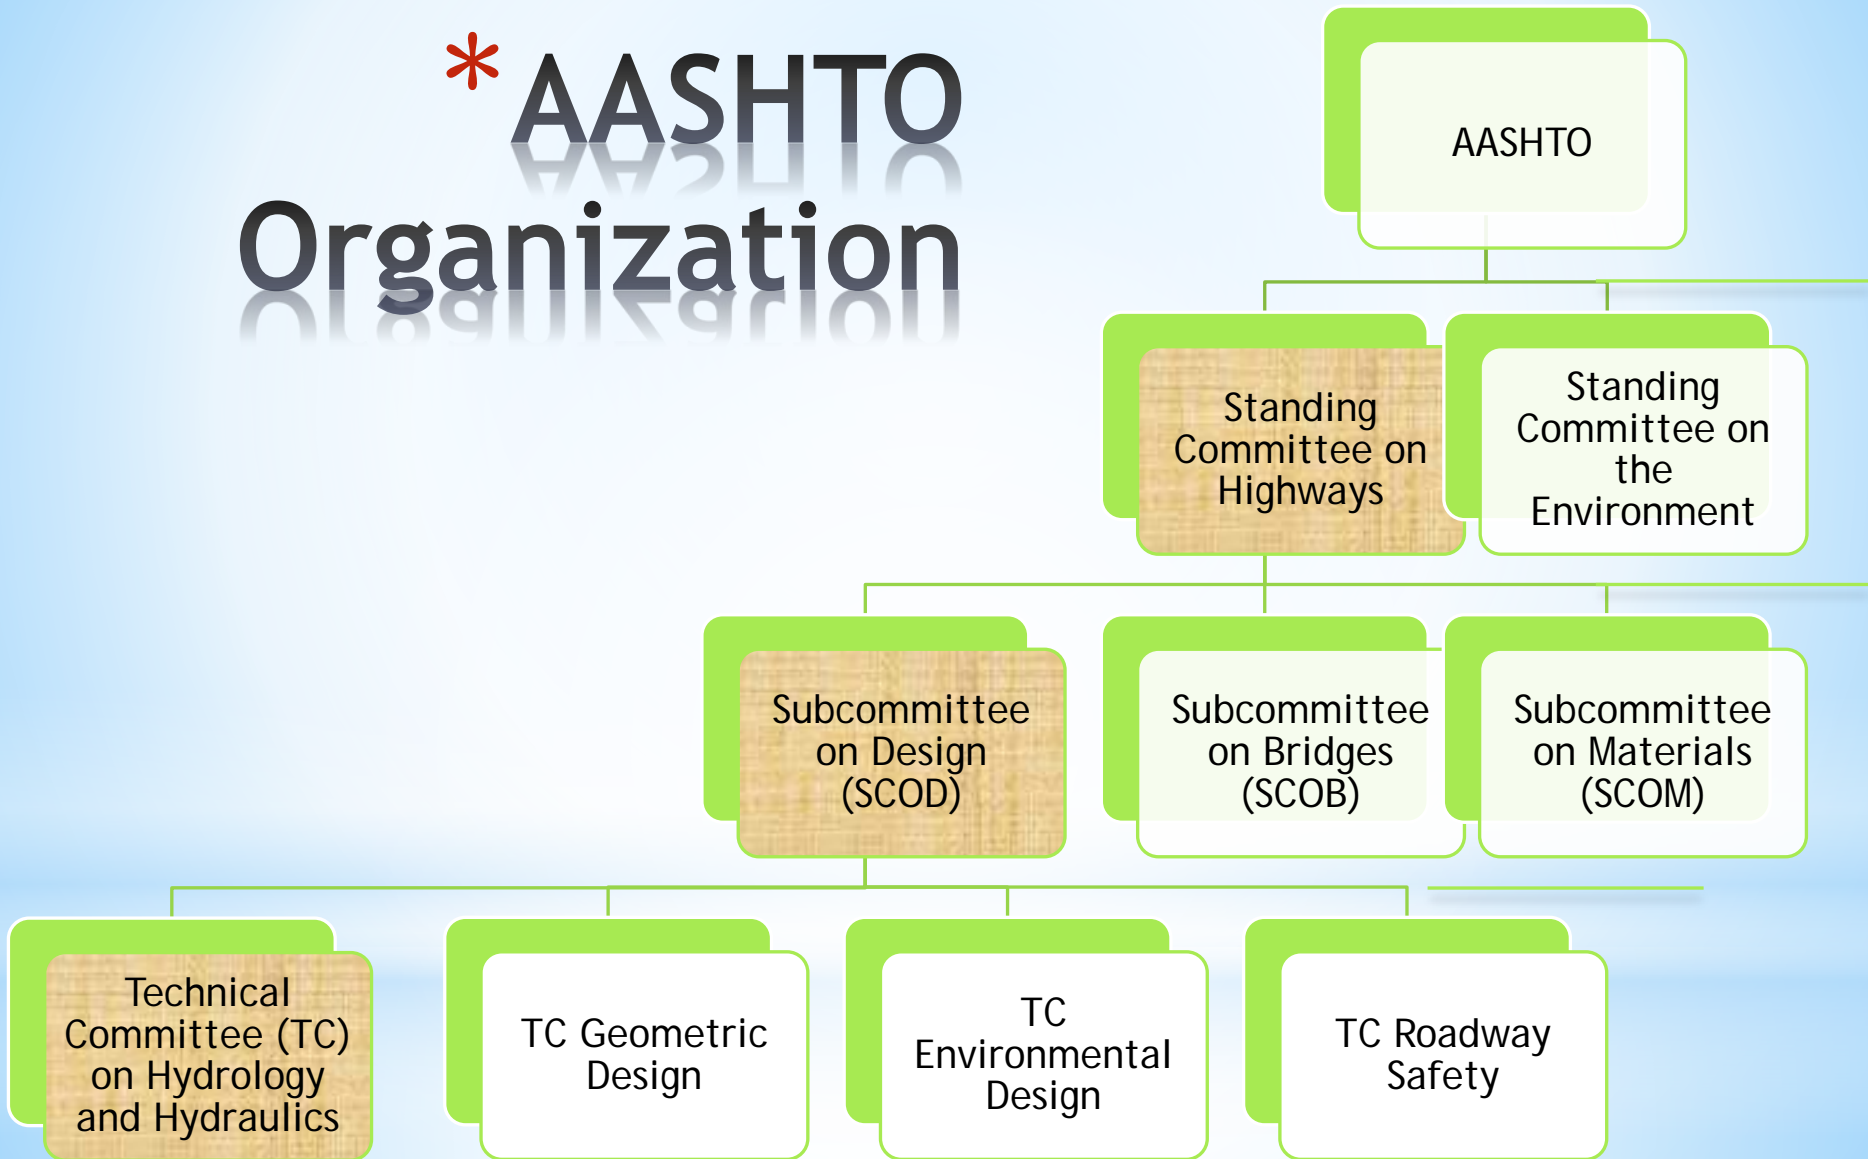 *AASHTO
Organization
AASHTO
Standing
Committee on
Highways
Standing
Committee on
the
Environment
Subcommittee
on Design
(SCOD)
Subcommittee
on Bridges
(SCOB)
Subcommittee
on Materials
(SCOM)
Technical
Committee (TC)
on Hydrology
and Hydraulics
TC Geometric
Design
TC
Environmental
Design
TC Roadway
Safety